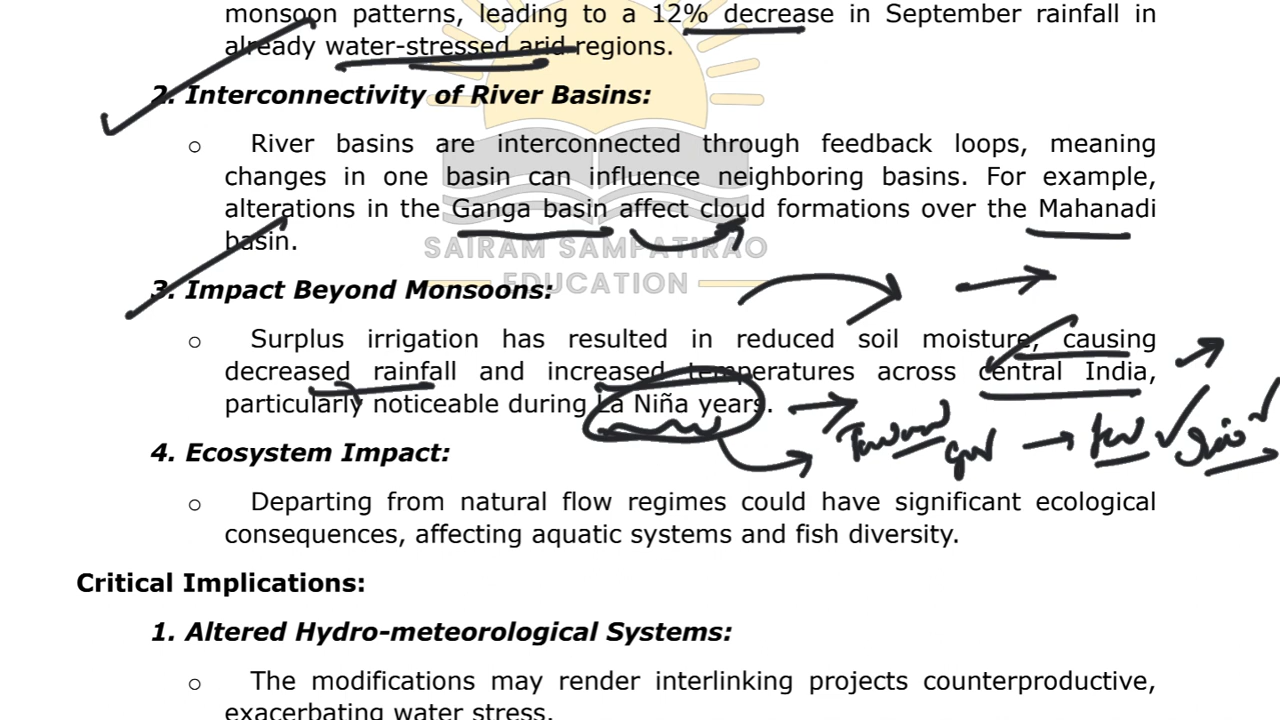 monsoon patterns, leading to a 12% decrease in September rainfall in
already water-stressed arid regions.
2. Interconnectivity of River Basins:
o River basins are interconnected through feedback loops, meaning
changes in one basin can influence neighboring basins. For example,
alterations in the Ganga basin affect cloud formations over the Mahanadi
basin.
SAIRAM SAMPATIRAO
EDUCATION
3. Impact Beyond Monsoons:
o Surplus irrigation has resulted in reduced soil moisture, causing
decreased rainfall and increased temperatures across central India,
particularly noticeable during La Niña years.
4. Ecosystem Impact:
o Departing from natural flow regimes could have significant ecological
consequences, affecting aquatic systems and fish diversity.
Critical Implications:
1. Altered Hydro-meteorological Systems:
o The modifications may render interlinking projects counterproductive,
exacerbating water stress.